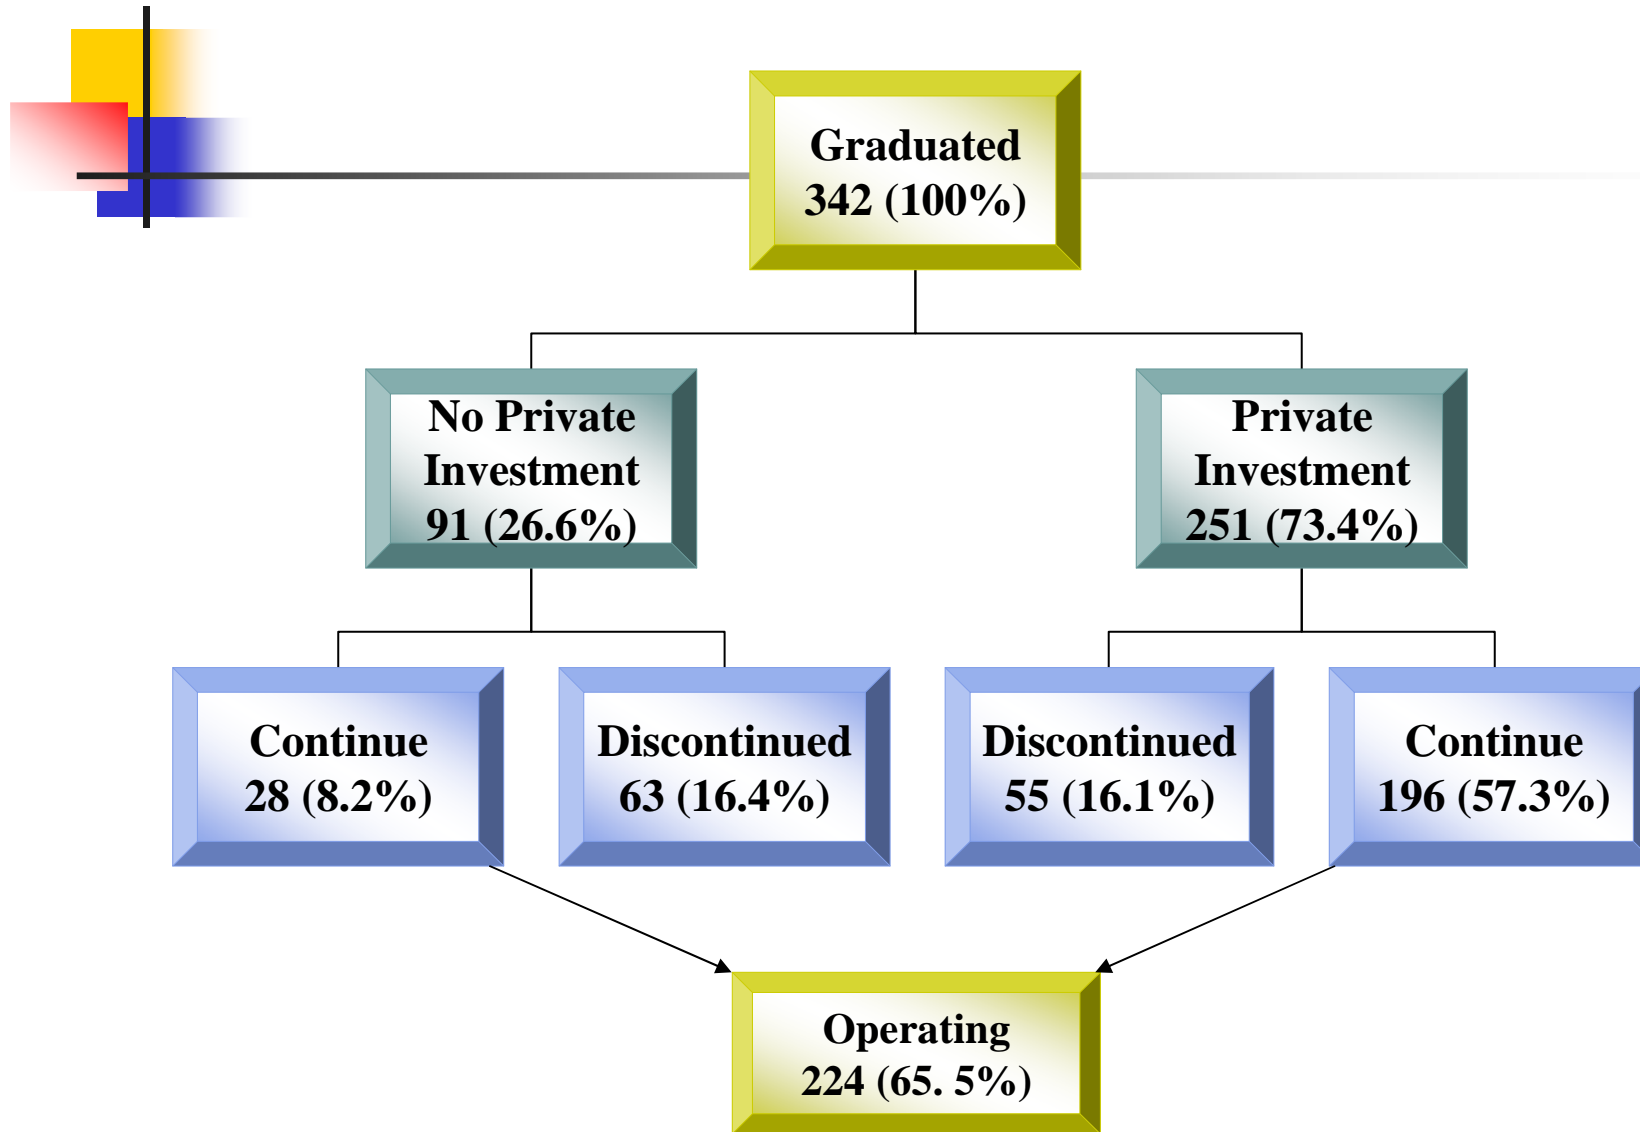 Graduated
342 (100%)
No Private
Investment
91 (26.6%)
Private
Investment
251 (73.4%)
Continue
28 (8.2%)
Discontinued
63 (16.4%)
Discontinued
55 (16.1%)
Continue
196 (57.3%)
Operating
224 (65. 5%)